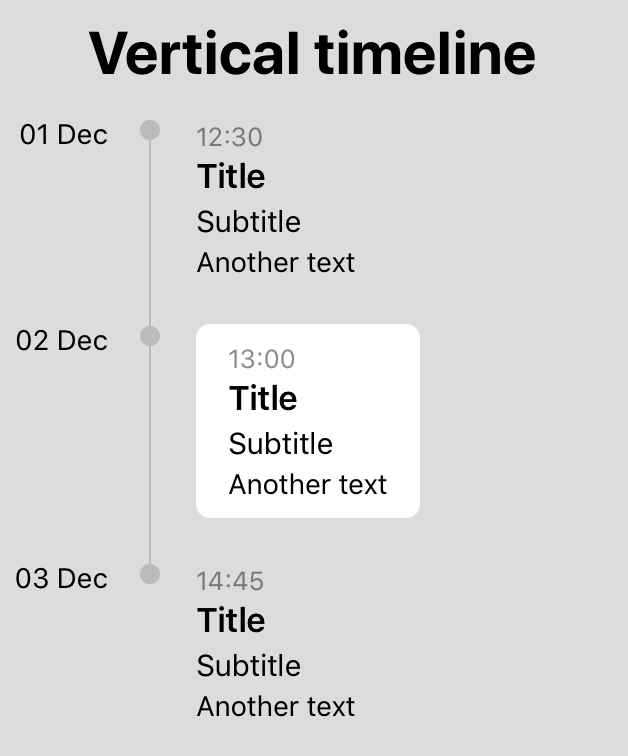 Vertical timeline
01 Dec
12:30
Title
Subtitle
Another text
02 Dec
13:00
Title
Subtitle
Another text
03 Dec
14:45
Title
Subtitle
Another text